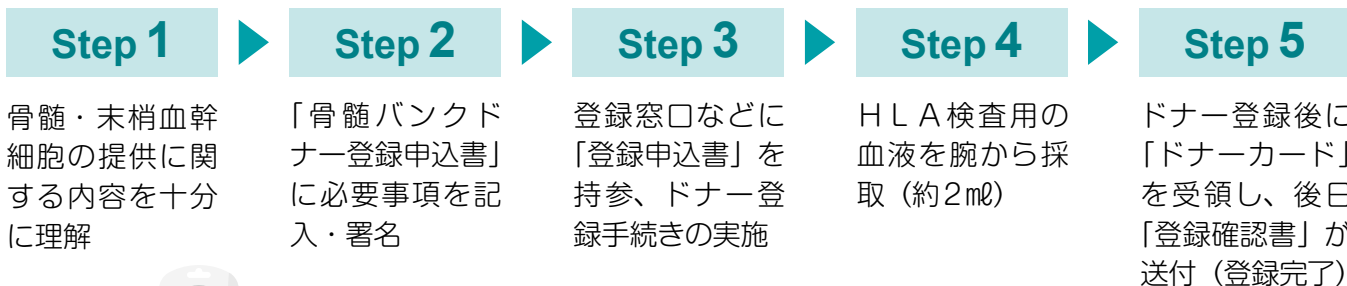 Step 1
骨髄・末梢血幹
細胞の提供に関
する内容を十分
に理解
Step 2
「骨髄バンクド
ナー登録申込書」
に必要事項を記
入・署名
Step 3
登録窓口などに
「登録申込書」を
持参、ドナー登
録手続きの実施
Step 4
ＨＬＡ検査用の
血液を腕から採
取（約2㎖）
Step 5
ドナー登録後に
「ドナーカード」
を受領し、後日
「登録確認書」が
送付（登録完了）